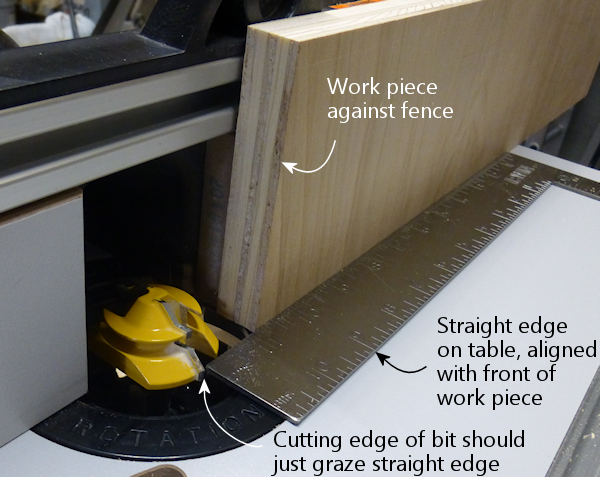 Work piece
against fence
Straight edge
on table, aligned
with front of
work piece
Cutting edge of bit should
just graze straight edge
ROTATION